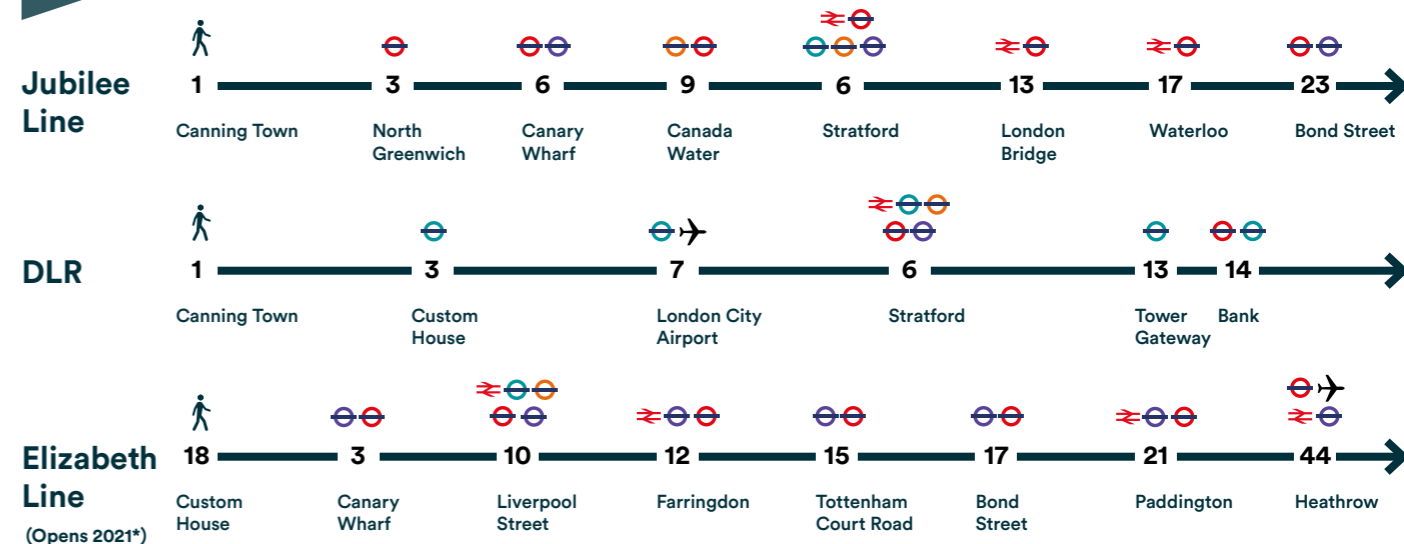 Jubilee
Line
1 3 6 9 6 13 17 23
Canning Town North Canary Canada Stratford London Waterloo Bond Street
Greenwich Wharf Water Bridge
DLR
1 3 7 6 13 14
Canning Town Custom London City Stratford Tower Bank
House Airport Gateway
Elizabeth
Line
(Opens 2021*)
18 3 10 12 15 17 21 44
Custom Canary Liverpool Farringdon Tottenham Bond Paddington Heathrow
House Wharf Street Court Road Street